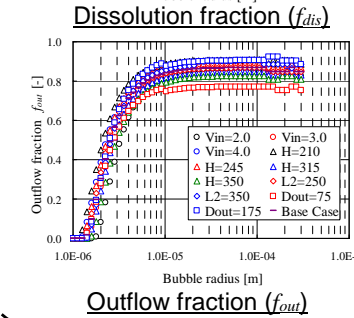 Dissolution fraction (fdis)
1.0
0.8
0.6
0.4
0.2
0.0
Outflow fraction fout [-]
Vin=2.0 Vin=3.0
Vin=4.0 H=210
H=245 H=315
H=350 L2=250
L2=350 Dout=75
Dout=175 Base Case
1.0E-06 1.0E-05 1.0E-04 1.0E-
Bubble radius [m]
Outflow fraction (fout)